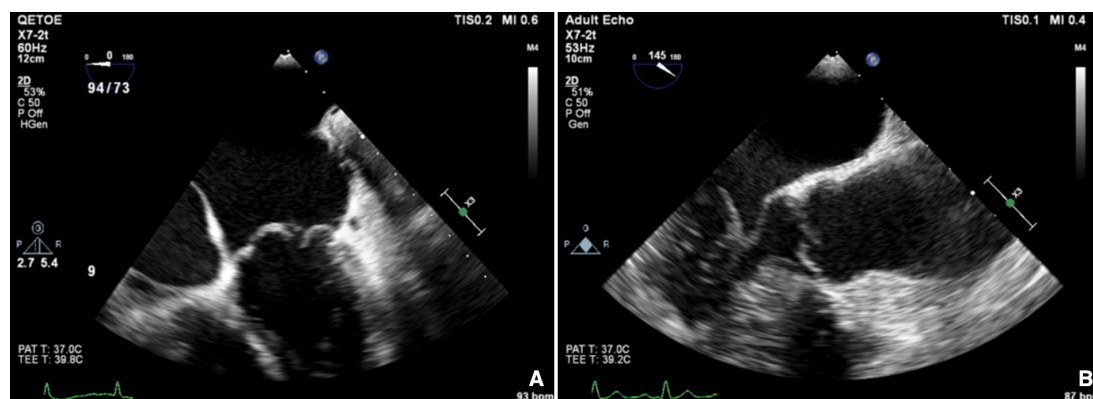 QETOE
TIS0.2 MI 0.6
X7-2t
60Hz
12cm
M4
0 0 180
94/73
2D
53%
C 50
P Off
HGen
X3
G
P R
2.7 5.4
9
PAT T: 37.0C
TEE T: 39.8C
A
93 bpm
Adult Echo
TIS0.1 MI 0.4
X7-2t
53Hz
10cm
M4
0 145 180
2D
51%
C 50
P Off
Gen
X3
G
P R
PAT T: 37.0C
TEE T: 39.2C
B
87 bpm